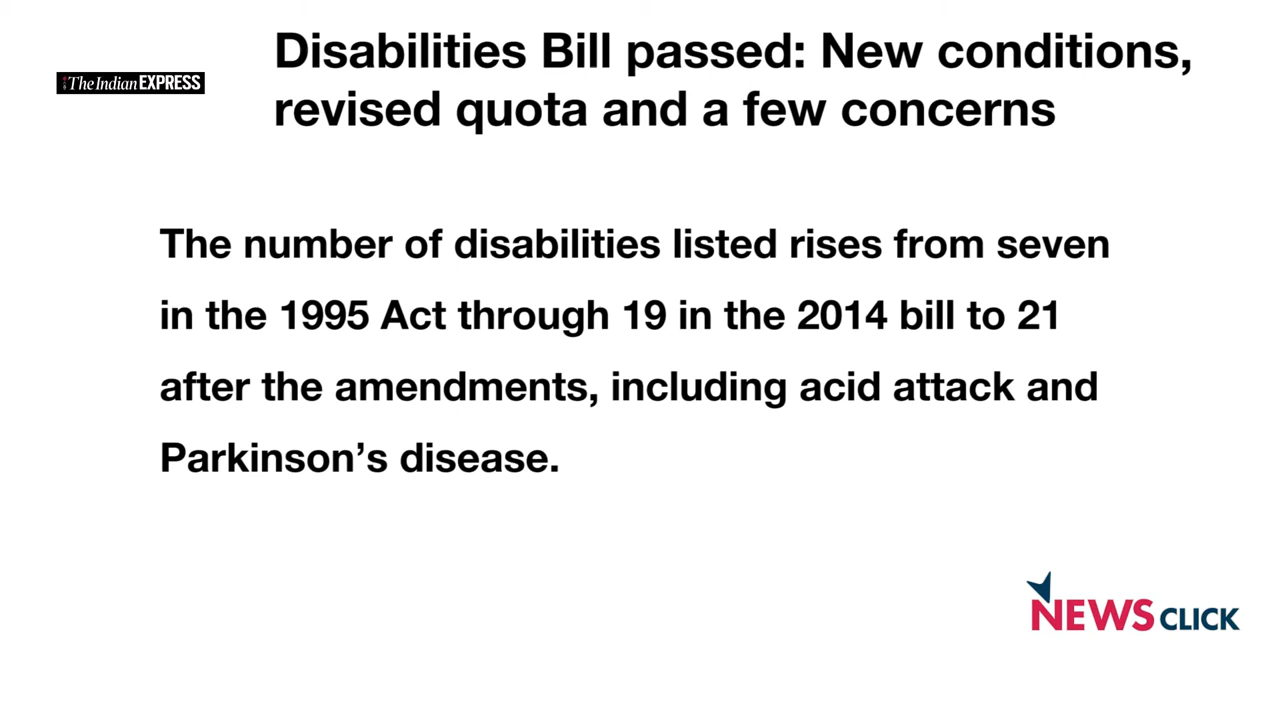 Disabilities Bill passed: New conditions,
The Indian EXPRESS
revised quota and a few concerns
The number of disabilities listed rises from seven
in the 1995 Act through 19 in the 2014 bill to 21
after the amendments, including acid attack and
Parkinson’s disease.
NEWSCLICK